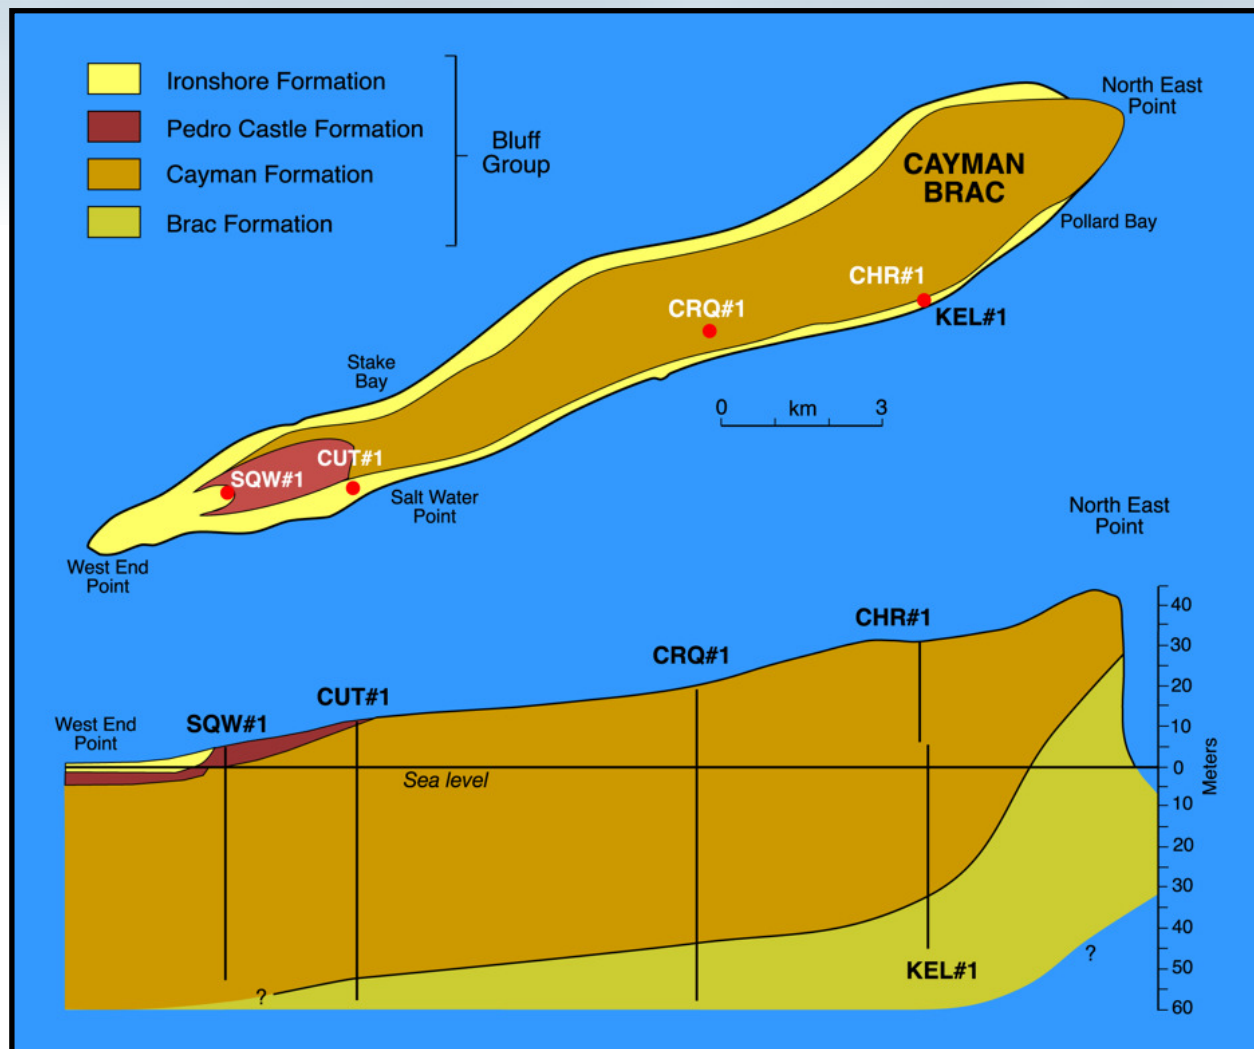 Ironshore Formation
Pedro Castle Formation
Cayman Formation
Brac Formation
Bluff
Group
North East
Point
CAYMAN
BRAC
Pollard Bay
CHR#1
KEL#1
CRQ#1
Stake
Bay
0 km 3
CUT#1
SQW#1
Salt Water
Point
West End
Point
North East
Point
CHR#1
CRQ#1
CUT#1
SQW#1
West End
Point
Sea level
KEL#1
?
?
40
30
20
10
0
10
20
30
40
50
60
Meters